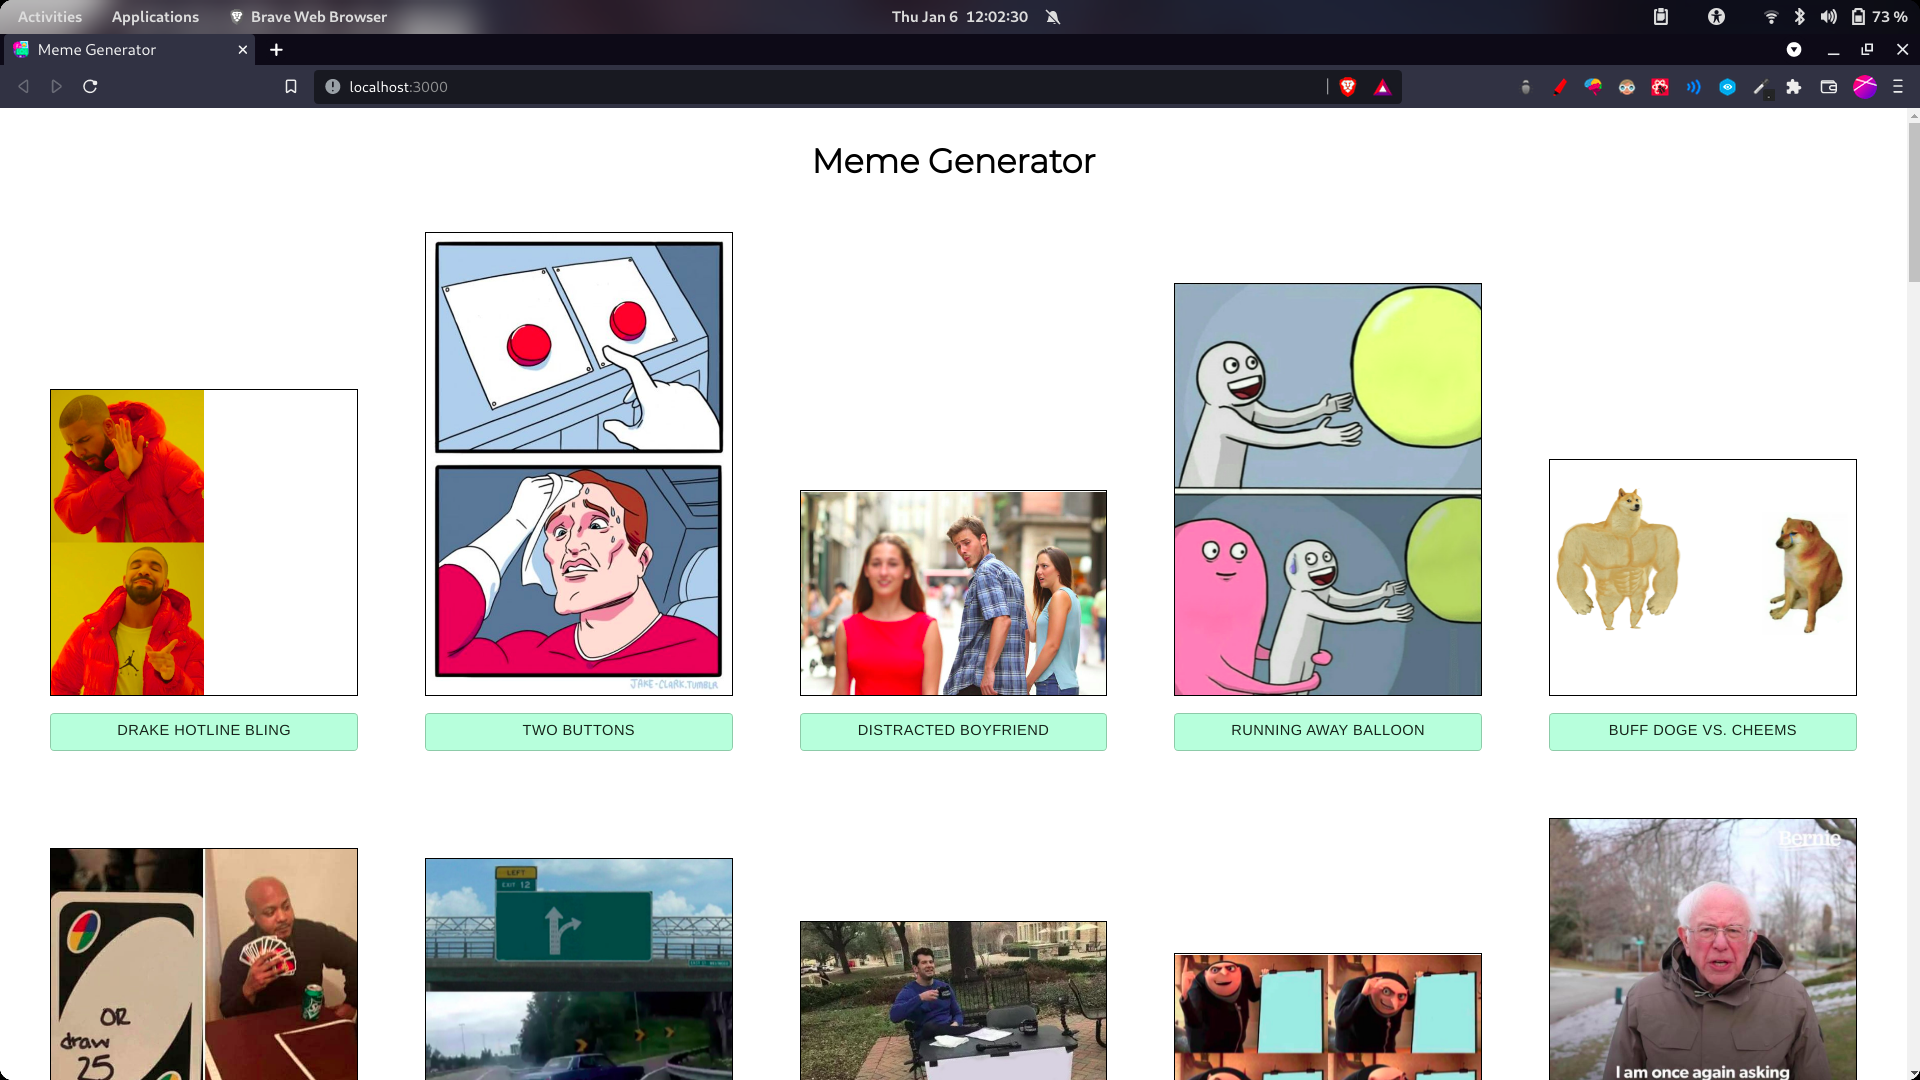 Activities Applications Brave Web Browser Thu Jan 6 12:02:30 73 %
Meme Generator
localhost:3000
Meme Generator
JAKE-CLARK.TUMBLR
DRAKE HOTLINE BLING
TWO BUTTONS
DISTRACTED BOYFRIEND
RUNNING AWAY BALLOON
BUFF DOGE VS. CHEEMS
OR
draw
25
LEFT
EXIT 12
Bernie
I am once again asking